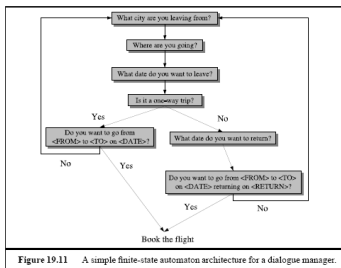 What city are you leaving from?
Where are you going?
What date do you want to leave?
Is it a one-way trip?
Yes
No
Do you want to go from
<FROM> to <TO> on <DATE>?
What date do you want to return?
No
Yes
Do you want to go from <FROM> to <TO>
on <DATE> returning on <RETURN>?
Yes
No
Book the flight
Figure 19.11 A simple finite-state automaton architecture for a dialogue manager.